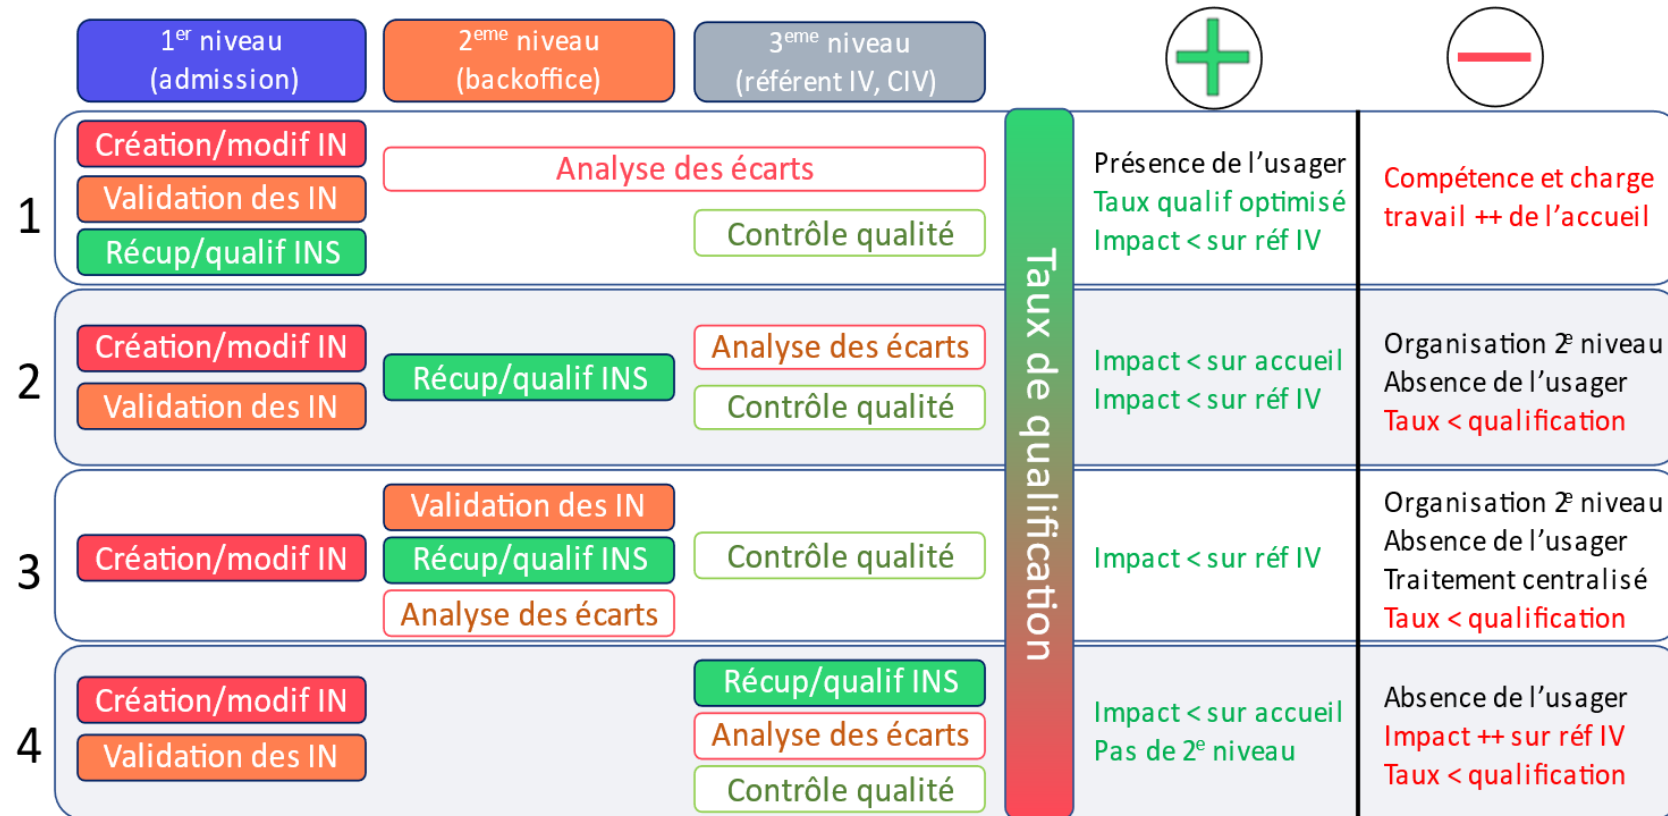 1er niveau
(admission)
2eme niveau
(backoffice)
3eme niveau
(référent IV, CIV)
1
Création/modif IN
Validation des IN
Récup/qualif INS
Analyse des écarts
Contrôle qualité
Présence de l'usager
Taux qualif optimisé
Impact < sur réf IV
Compétence et charge
travail ++ de l'accueil
Taux de qualification
2
Création/modif IN
Validation des IN
Récup/qualif INS
Analyse des écarts
Contrôle qualité
Impact < sur accueil
Impact < sur réf IV
Organisation 2e niveau
Absence de l'usager
Taux < qualification
3
Création/modif IN
Validation des IN
Récup/qualif INS
Analyse des écarts
Contrôle qualité
Impact < sur réf IV
Organisation 2e niveau
Absence de l'usager
Traitement centralisé
Taux < qualification
4
Création/modif IN
Validation des IN
Récup/qualif INS
Analyse des écarts
Contrôle qualité
Impact < sur accueil
Pas de 2e niveau
Absence de l'usager
Impact ++ sur réf IV
Taux < qualification